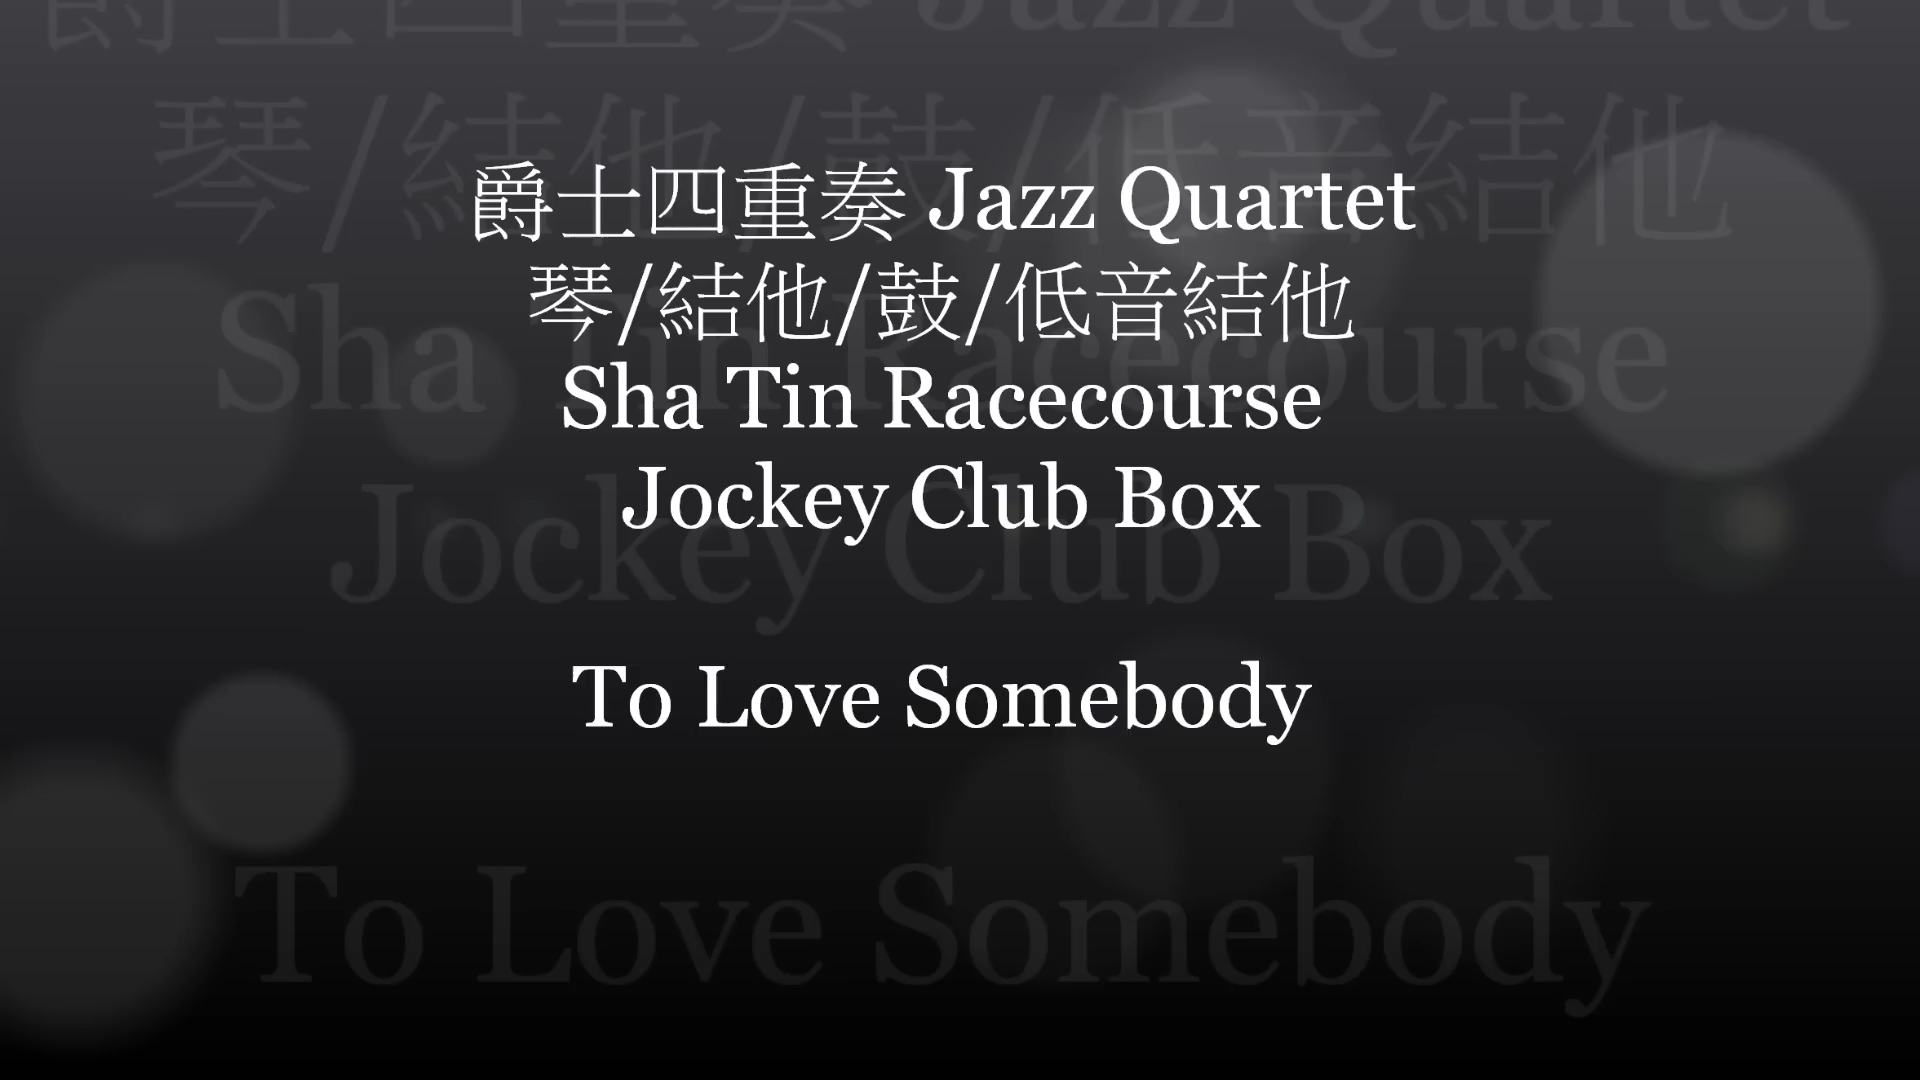 爵士四重奏 Jazz Quartet
琴/結他/鼓/低音結他
Sha Tin Racecourse
Jockey Club Box
To Love Somebody